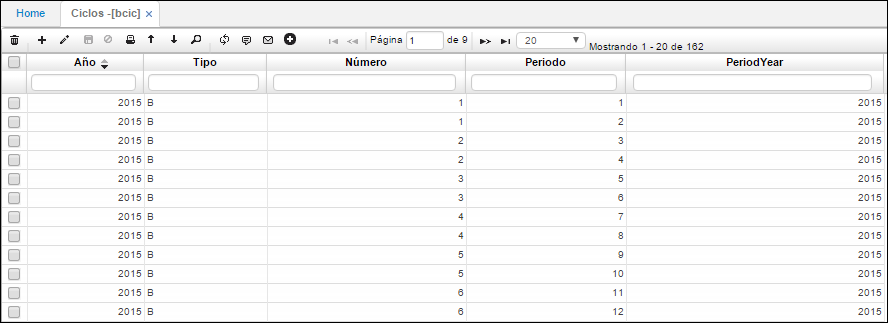 Home Ciclos -[bcic] ×
Página 1 de 9 20 Mostrando 1 - 20 de 162
Año Tipo Número Periodo PeriodYear
2015 B 1 1 2015
2015 B 1 2 2015
2015 B 2 3 2015
2015 B 2 4 2015
2015 B 3 5 2015
2015 B 3 6 2015
2015 B 4 7 2015
2015 B 4 8 2015
2015 B 5 9 2015
2015 B 5 10 2015
2015 B 6 11 2015
2015 B 6 12 2015